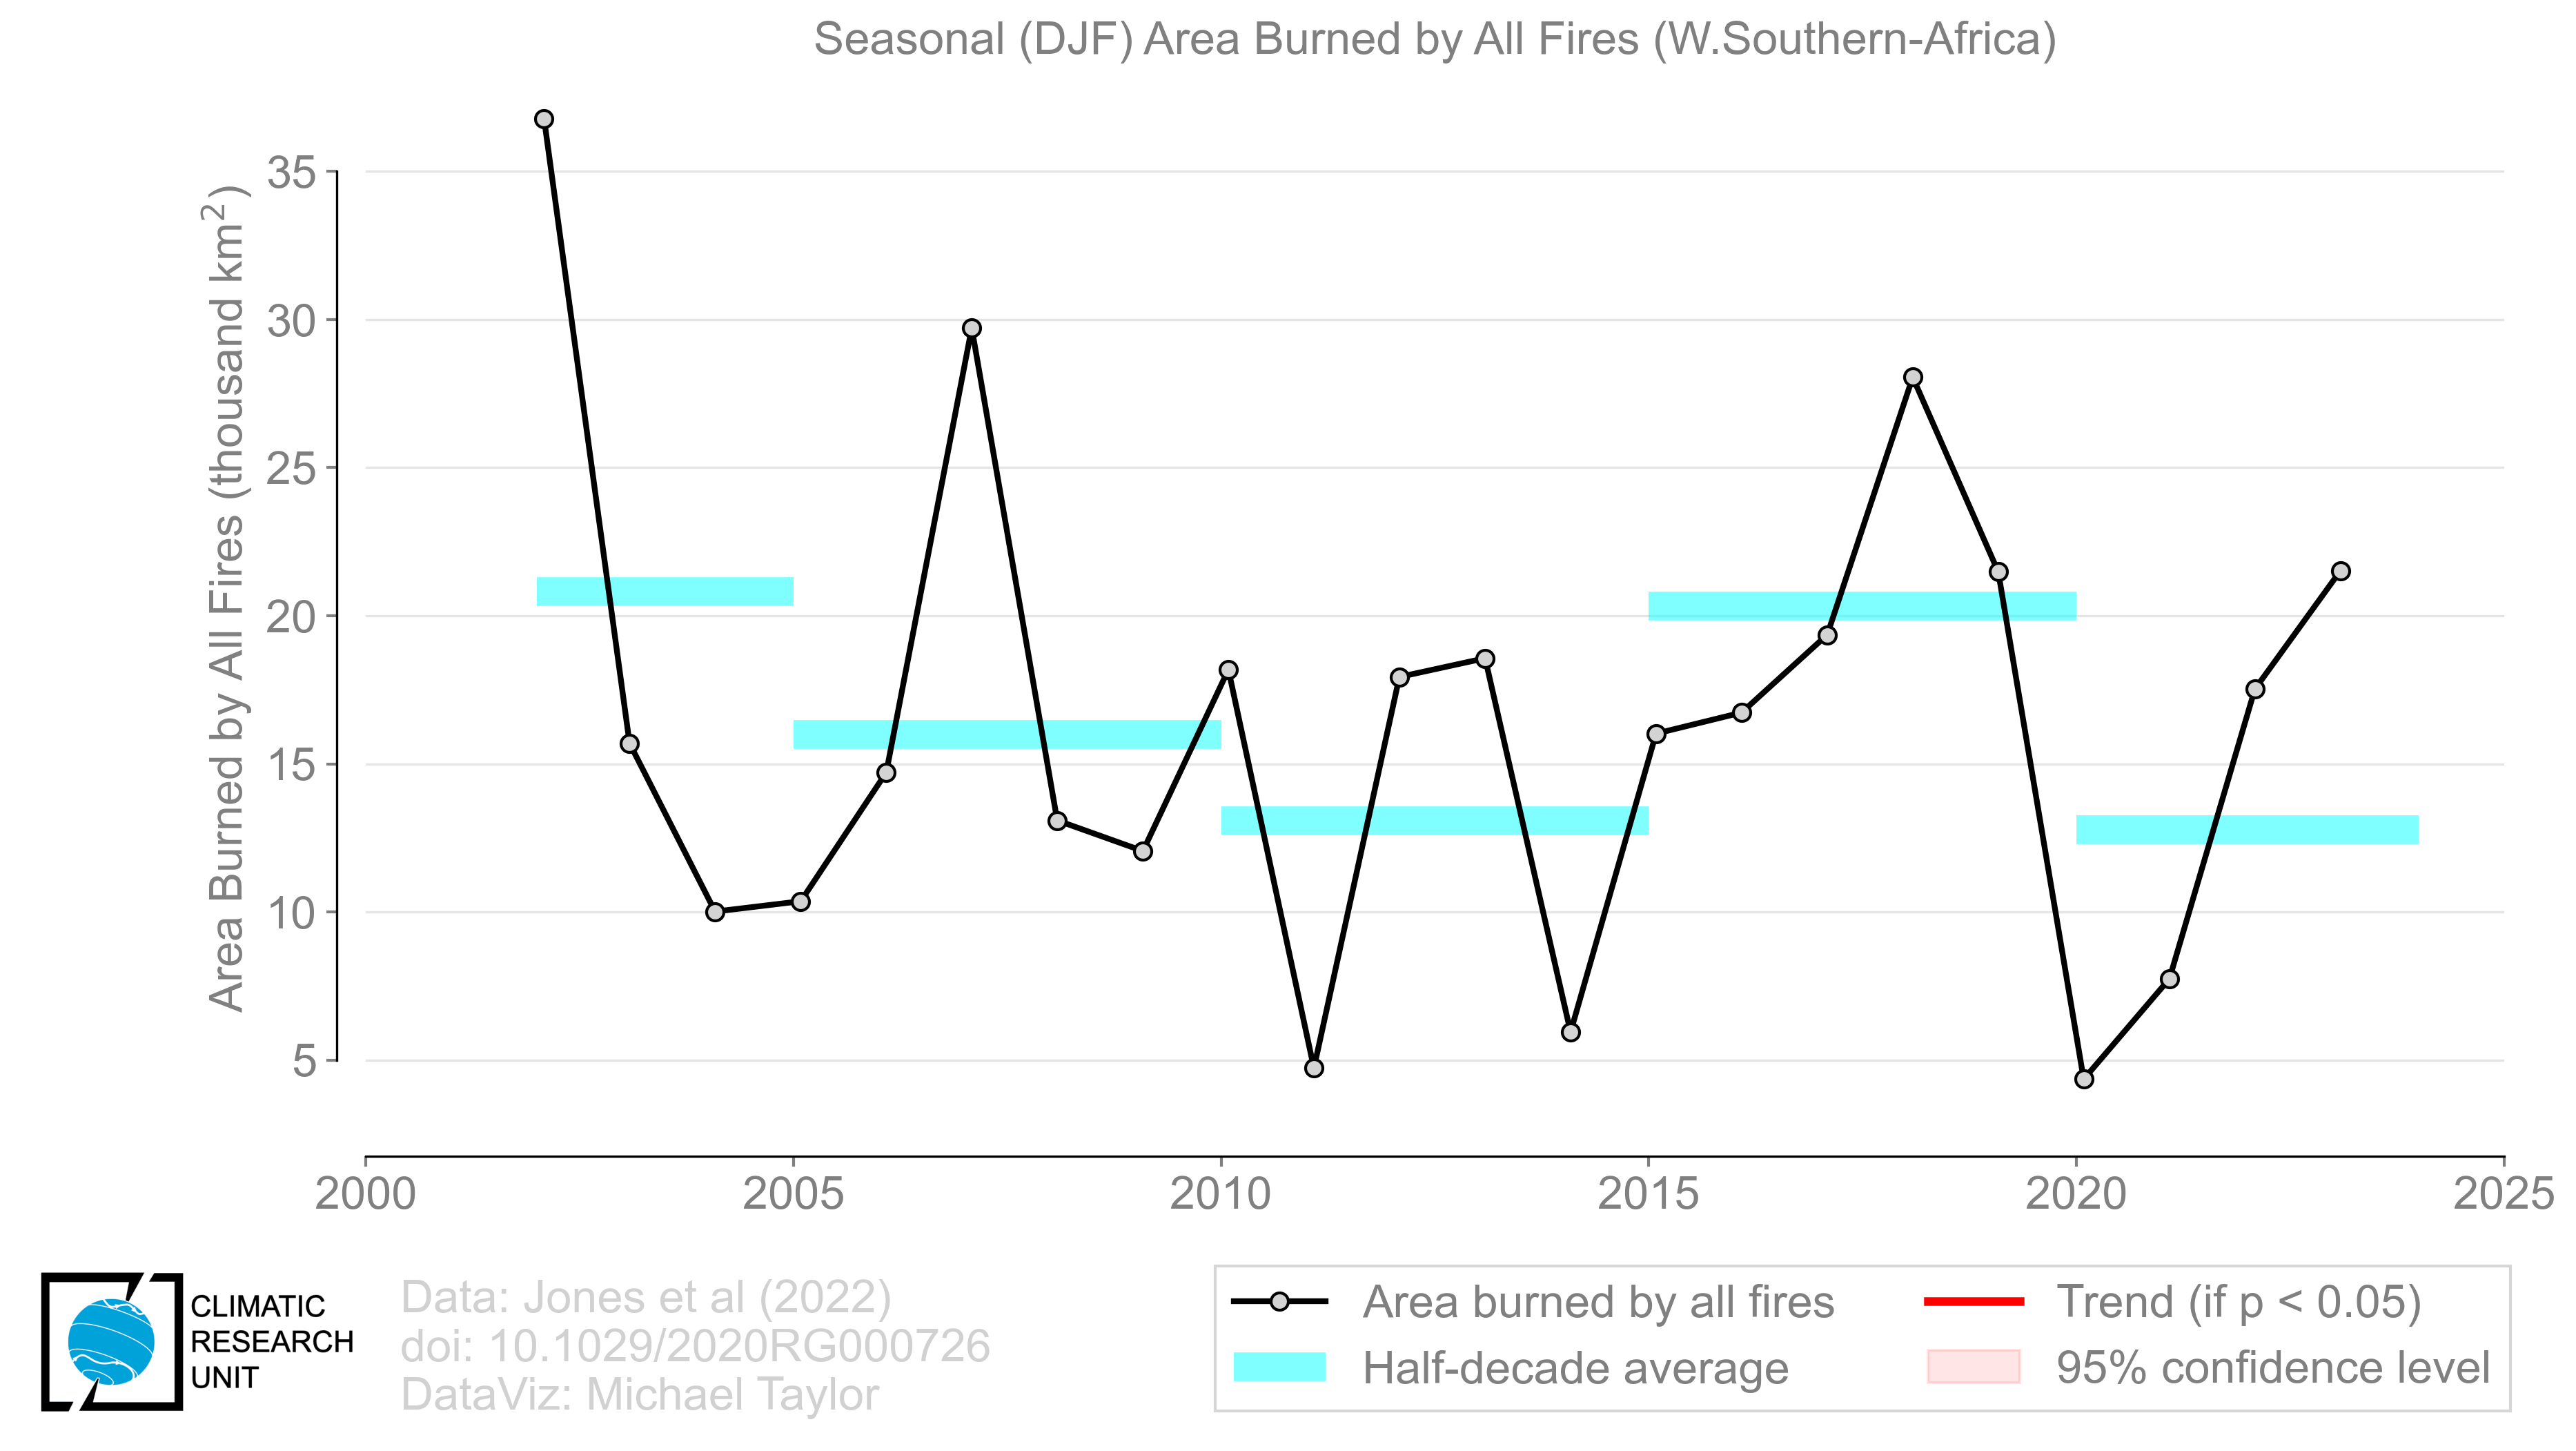 Seasonal (DJF) Area Burned by All Fires (W.Southern-Africa)
Area Burned by All Fires (thousand km²)
35
30
25
20
15
10
5
2000 2005 2010 2015 2020 2025
CLIMATIC
RESEARCH
UNIT
Data: Jones et al (2022)
doi: 10.1029/2020RG000726
DataViz: Michael Taylor
Area burned by all fires
Half-decade average
Trend (if p < 0.05)
95% confidence level